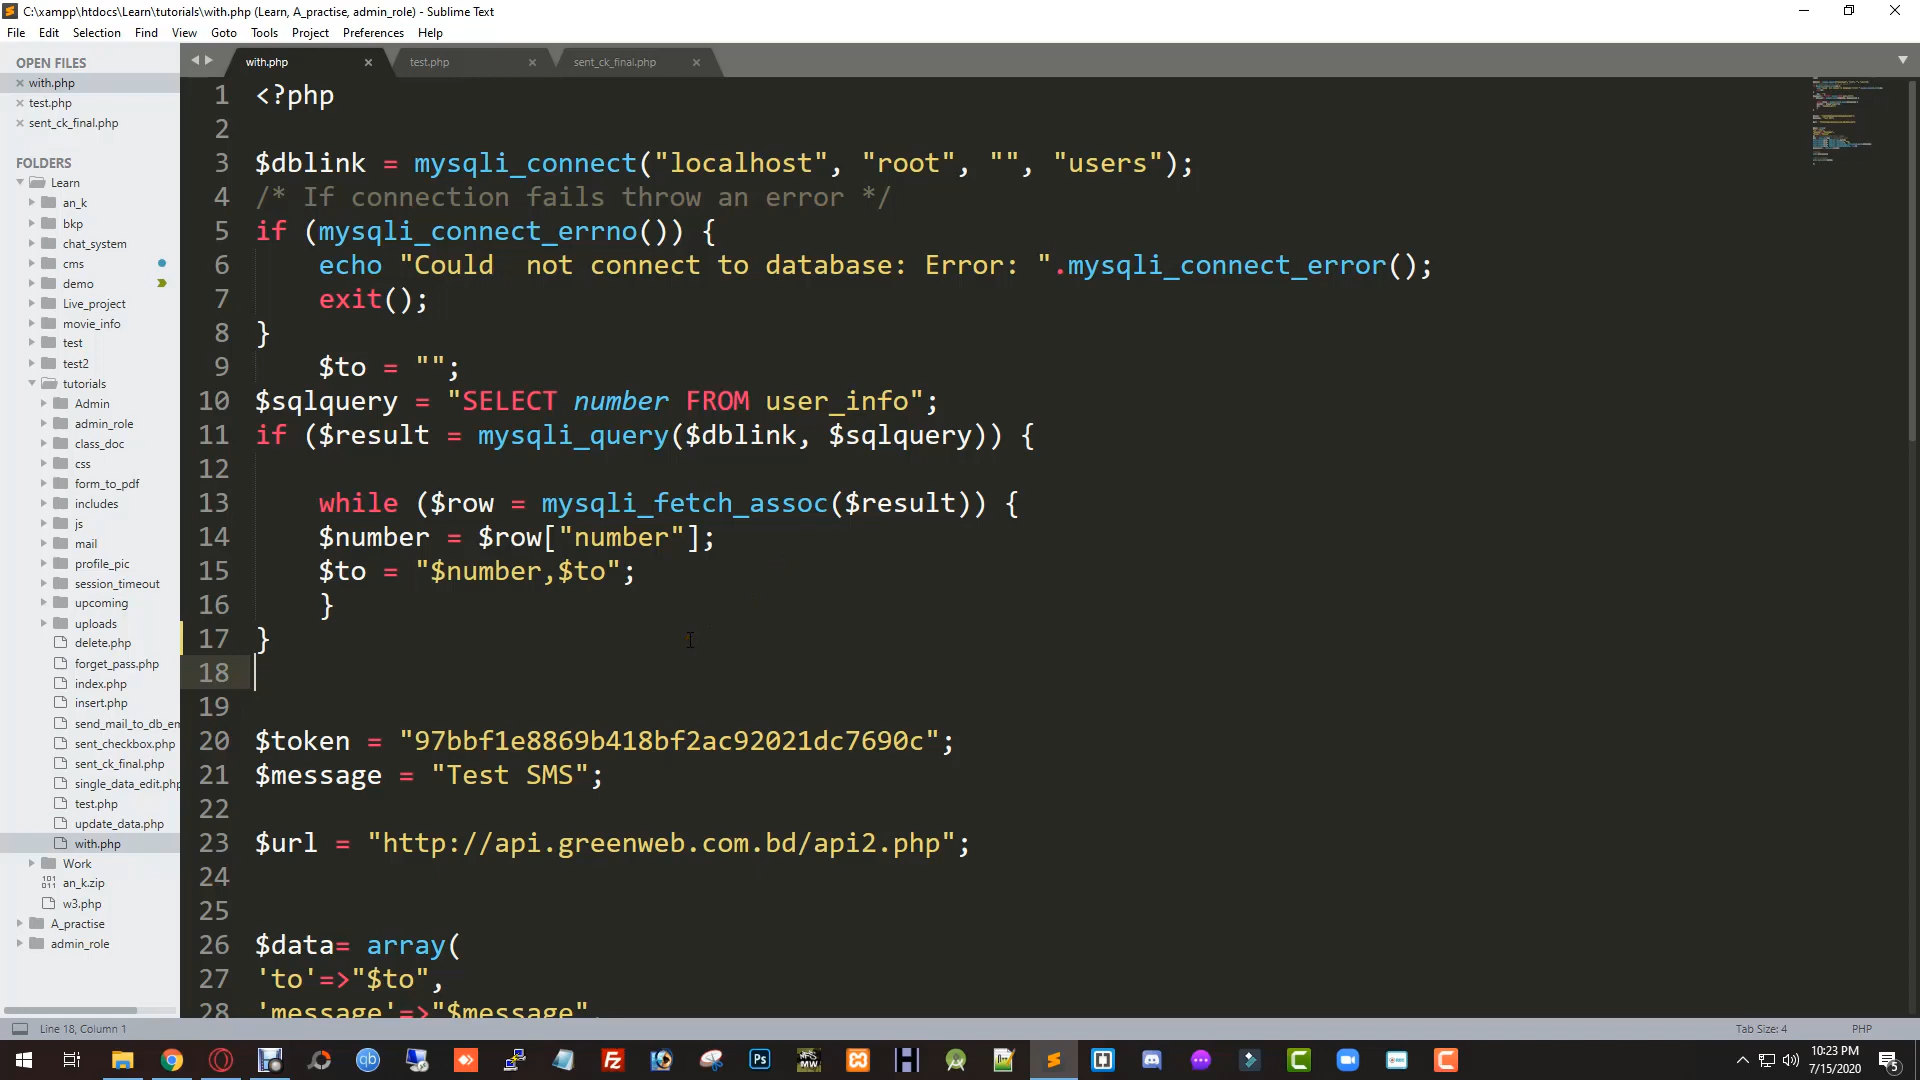 C:\xampp\htdocs\Learn\tutorials\with.php (Learn, A_practise, admin_role) - Sublime Text
File Edit Selection Find View Goto Tools Project Preferences Help
OPEN FILES
with.php
test.php
sent_ck_final.php
FOLDERS
Learn
an_k
bkp
chat_system
cms
demo
Live_project
movie_info
test
test2
tutorials
Admin
admin_role
class_doc
css
form_to_pdf
includes
js
mail
profile_pic
session_timeout
upcoming
uploads
delete.php
forget_pass.php
index.php
insert.php
send_mail_to_db_en
sent_checkbox.php
sent_ck_final.php
single_data_edit.php
test.php
update_data.php
with.php
Work
an_k.zip
w3.php
A_practise
admin_role
with.php test.php sent_ck_final.php
1 <?php
2
3 $dblink = mysqli_connect("localhost", "root", "", "users");
4 /* If connection fails throw an error */
5 if (mysqli_connect_errno()) {
6 echo "Could  not connect to database: Error: ".mysqli_connect_error();
7 exit();
8 }
9 $to = "";
10 $sqlquery = "SELECT number FROM user_info";
11 if ($result = mysqli_query($dblink, $sqlquery)) {
12
13 while ($row = mysqli_fetch_assoc($result)) {
14 $number = $row["number"];
15 $to = "$number,$to";
16 }
17 }
18
19
20 $token = "97bbf1e8869b418bf2ac92021dc7690c";
21 $message = "Test SMS";
22
23 $url = "http://api.greenweb.com.bd/api2.php";
24
25
26 $data= array(
27 'to'=>"$to",
28 'message'=>"$message",
Line 18, Column 1 Tab Size: 4 PHP
10:23 PM
7/15/2020
5